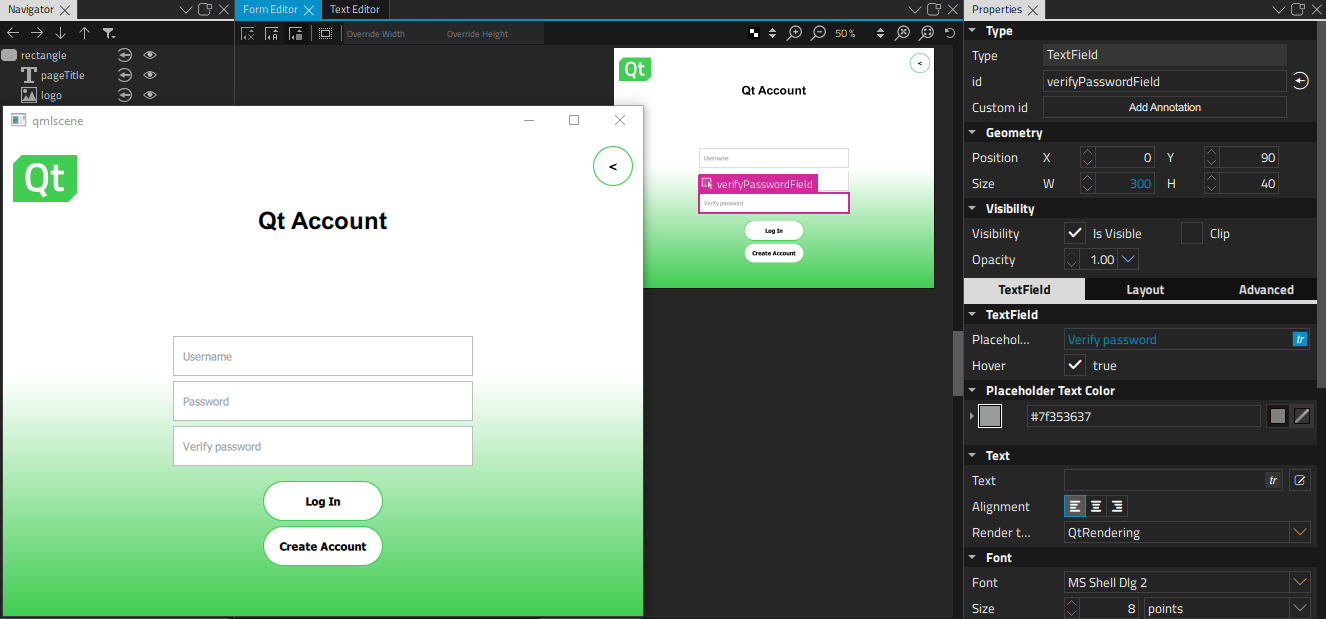 Navigator
Form Editor
Text Editor
Properties
Override Width
Override Height
50 %
rectangle
pageTitle
logo
Qt
Qt Account
<
Username
verifyPasswordField
Verify password
Log In
Create Account
qmlscene
Qt
<
Qt Account
Username
Password
Verify password
Log In
Create Account
Type
Type TextField
id verifyPasswordField
Custom id Add Annotation
Geometry
Position X 0 Y 90
Size W 300 H 40
Visibility
Visibility Is Visible Clip
Opacity 1.00
TextField Layout Advanced
TextField
Placehol... Verify password tr
Hover true
Placeholder Text Color
#7f353637
Text
Text tr
Alignment
Render t... QtRendering
Font
Font MS Shell Dlg 2
Size 8 points